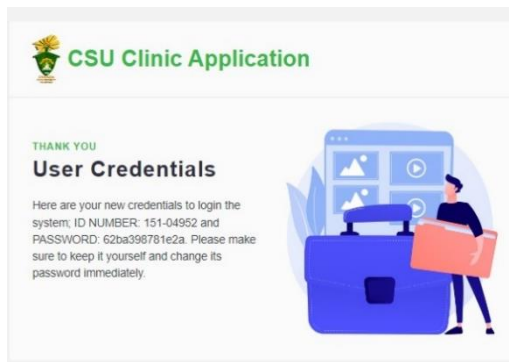 CSU Clinic Application
THANK YOU
User Credentials
Here are your new credentials to login the
system; ID NUMBER: 151-04952 and
PASSWORD: 62ba398781e2a. Please make
sure to keep it yourself and change its
password immediately.